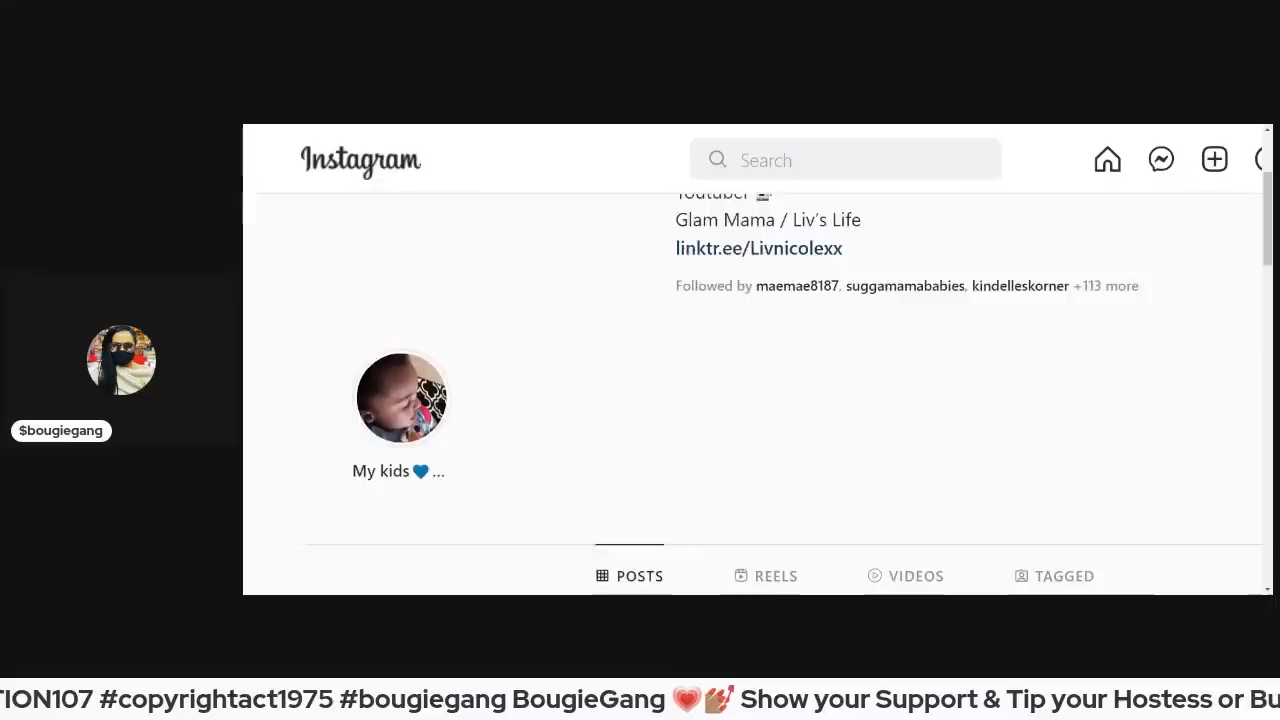 Instagram
Search
Youtuber
Glam Mama / Liv's Life
linktr.ee/Livnicolexx
Followed by maemae8187, suggamamababies, kindelleskorner +113 more
$bougiegang
My kids💙...
POSTS REELS VIDEOS TAGGED
TION107 #copyrightact1975 #bougiegang BougieGang 💗💅🏽 Show your Support & Tip your Hostess or Bu